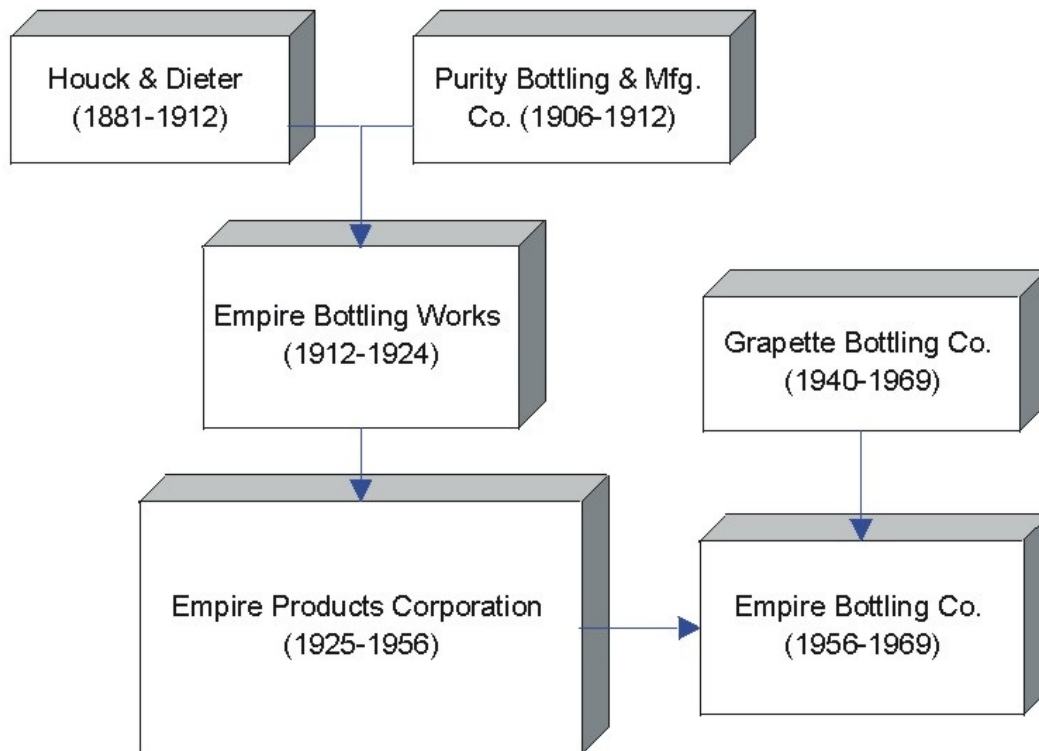 Houck & Dieter
(1881-1912)
Purity Bottling & Mfg.
Co. (1906-1912)
Empire Bottling Works
(1912-1924)
Grapette Bottling Co.
(1940-1969)
Empire Products Corporation
(1925-1956)
Empire Bottling Co.
(1956-1969)